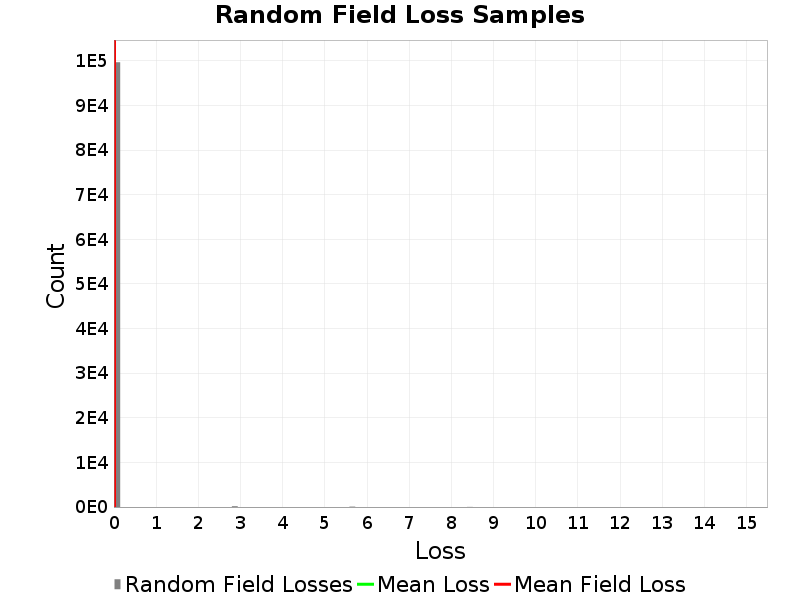 Random Field Loss Samples
1E5
9E4
8E4
7E4
6E4
5E4
4E4
3E4
2E4
1E4
0E0
Count
0 1 2 3 4 5 6 7 8 9 10 11 12 13 14 15
Loss
Random Field Losses Mean Loss Mean Field Loss